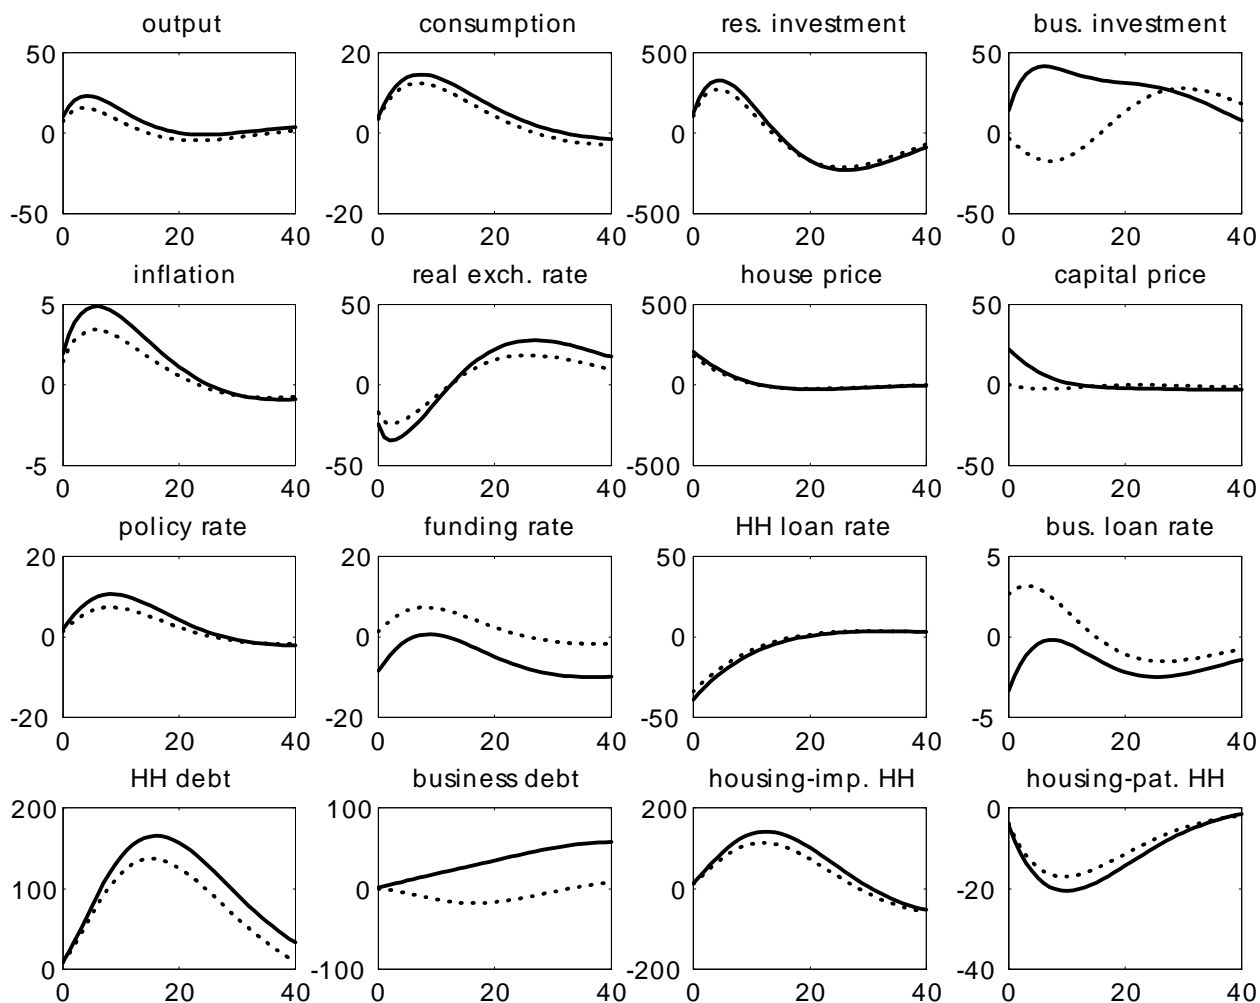 output
consumption
res. investment
bus. investment
50
0
-50
0 20 40
20
0
-20
0 20 40
500
0
-500
0 20 40
50
0
-50
0 20 40
inflation
real exch. rate
house price
capital price
5
0
-5
0 20 40
50
0
-50
0 20 40
500
0
-500
0 20 40
50
0
-50
0 20 40
policy rate
funding rate
HH loan rate
bus. loan rate
20
0
-20
0 20 40
20
0
-20
0 20 40
50
0
-50
0 20 40
5
0
-5
0 20 40
HH debt
business debt
housing-imp. HH
housing-pat. HH
200
100
0
0 20 40
100
0
-100
0 20 40
200
0
-200
0 20 40
0
-20
-40
0 20 40